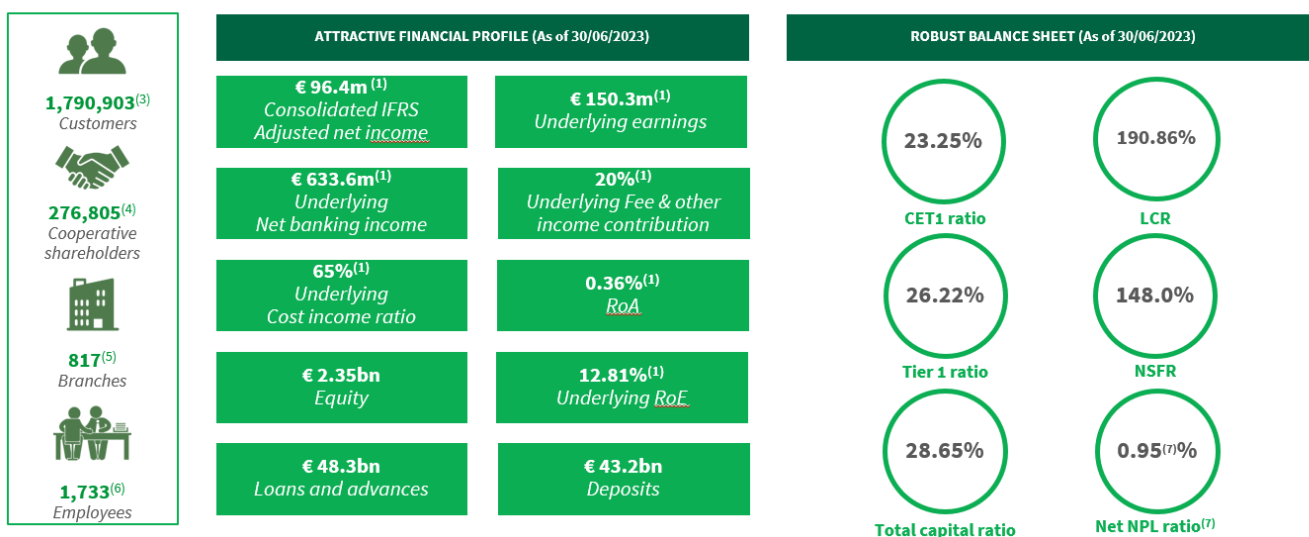 1,790,903(3)
Customers
276,805(4)
Cooperative
shareholders
817(5)
Branches
1,733(6)
Employees
ATTRACTIVE FINANCIAL PROFILE (As of 30/06/2023)
€ 96.4m (1)
Consolidated IFRS
Adjusted net income
€ 150.3m(1)
Underlying earnings
€ 633.6m(1)
Underlying
Net banking income
20%(1)
Underlying Fee & other
income contribution
65%(1)
Underlying
Cost income ratio
0.36%(1)
RoA
€ 2.35bn
Equity
12.81%(1)
Underlying RoE
€ 48.3bn
Loans and advances
€ 43.2bn
Deposits
ROBUST BALANCE SHEET (As of 30/06/2023)
23.25%
CET1 ratio
190.86%
LCR
26.22%
Tier 1 ratio
148.0%
NSFR
28.65%
Total capital ratio
0.95(7)%
Net NPL ratio(7)